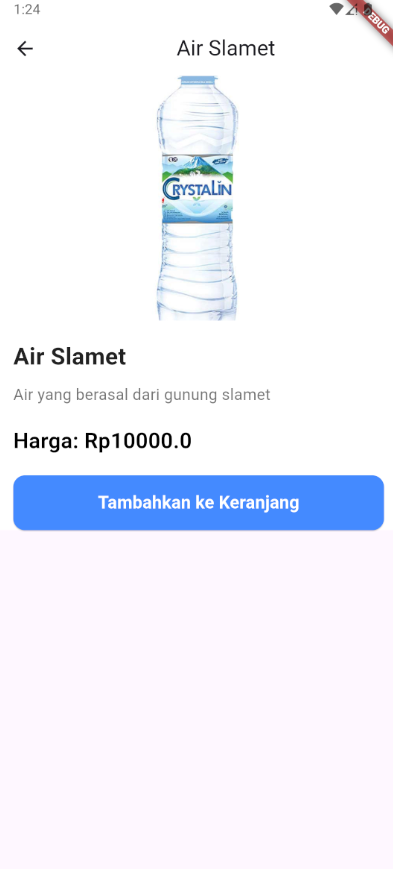 1:24
EBUG
Air Slamet
CRYSTALIN
Air Slamet
Air yang berasal dari gunung slamet
Harga: Rp10000.0
Tambahkan ke Keranjang